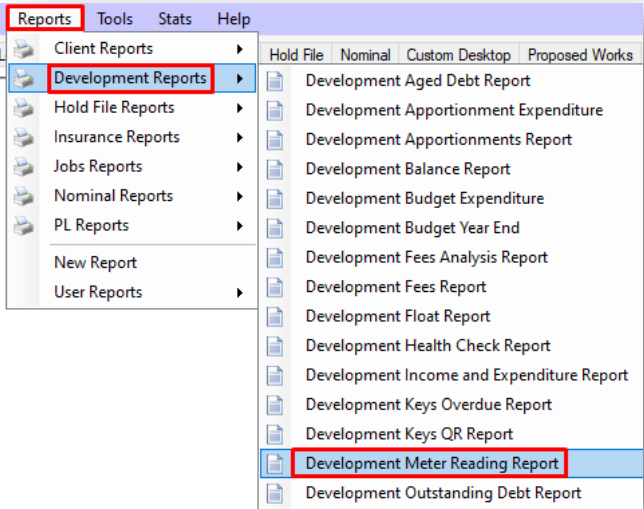 Reports Tools Stats Help
Client Reports
Development Reports
Hold File Reports
Insurance Reports
Jobs Reports
Nominal Reports
PL Reports
New Report
User Reports
Hold File Nominal Custom Desktop Proposed Works
Development Aged Debt Report
Development Apportionment Expenditure
Development Apportionments Report
Development Balance Report
Development Budget Expenditure
Development Budget Year End
Development Fees Analysis Report
Development Fees Report
Development Float Report
Development Health Check Report
Development Income and Expenditure Report
Development Keys Overdue Report
Development Keys QR Report
Development Meter Reading Report
Development Outstanding Debt Report